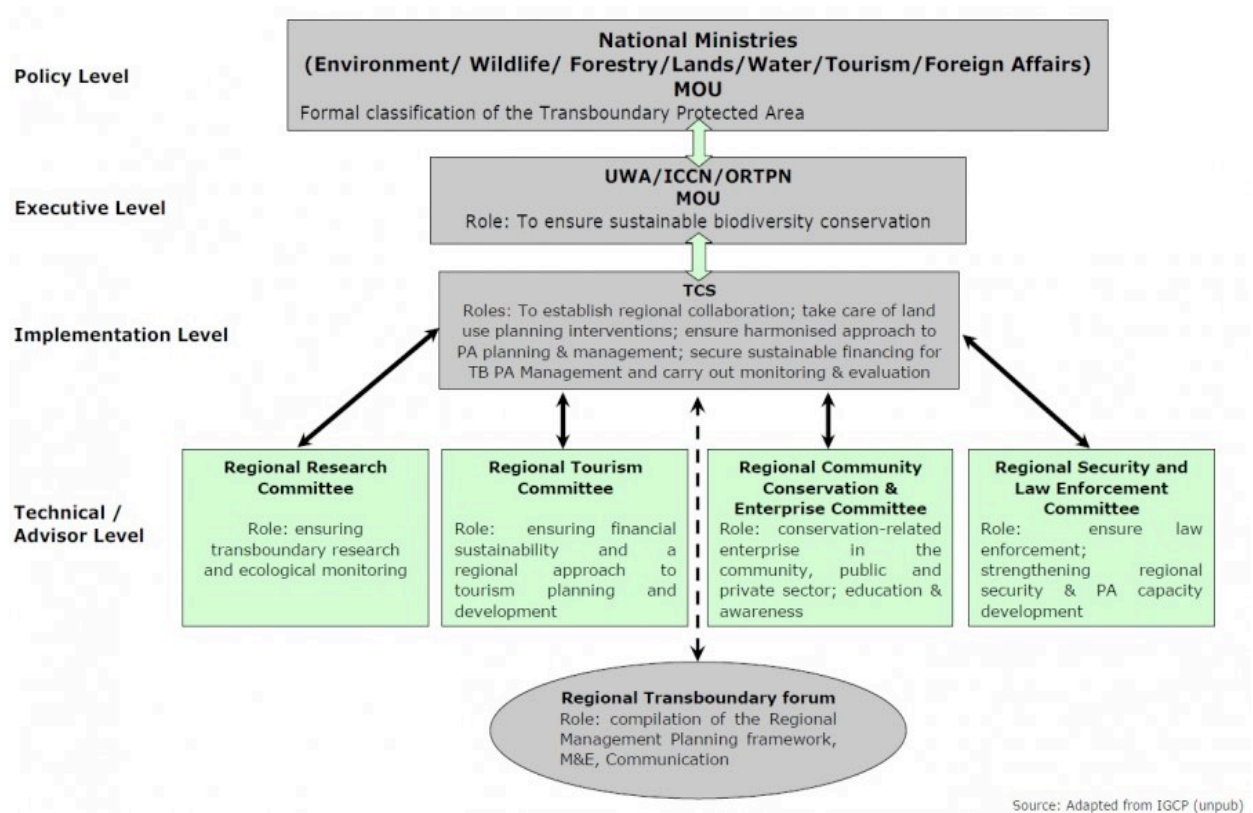 National Ministries
(Environment/ Wildlife/ Forestry/Lands/Water/Tourism/Foreign Affairs)
MOU
Formal classification of the Transboundary Protected Area
Policy Level
UWA/ICCN/ORTPN
MOU
Role: To ensure sustainable biodiversity conservation
Executive Level
TCS
Roles: To establish regional collaboration; take care of land
use planning interventions; ensure harmonised approach to
PA planning & management; secure sustainable financing for
TB PA Management and carry out monitoring & evaluation
Implementation Level
Technical /
Advisor Level
Regional Research
Committee
Role: ensuring
transboundary research
and ecological monitoring
Regional Tourism
Committee
Role: ensuring financial
sustainability and a
regional approach to
tourism planning and
development
Regional Community
Conservation &
Enterprise Committee
Role: conservation-related
enterprise in the
community, public and
private sector; education &
awareness
Regional Security and
Law Enforcement
Committee
Role: ensure law
enforcement;
strengthening regional
security & PA capacity
development
Regional Transboundary forum
Role: compilation of the Regional
Management Planning framework,
M&E, Communication
Source: Adapted from IGCP (unpub)